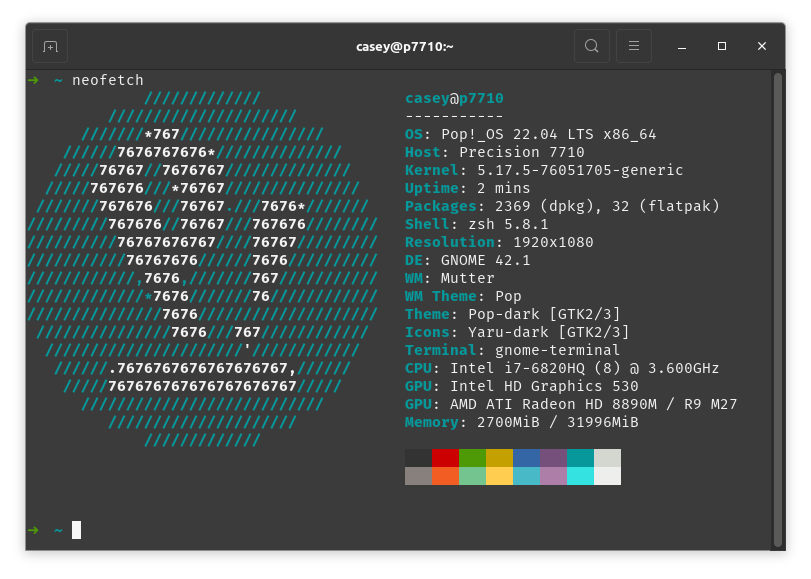 casey@p7710:~
➜  ~ neofetch
             /////////////                casey@p7710
         /////////////////////            -----------
      ///////*767////////////////         OS: Pop!_OS 22.04 LTS x86_64
    //////7676767676*//////////////       Host: Precision 7710
   /////76767//7676767//////////////      Kernel: 5.17.5-76051705-generic
  /////767676///*76767///////////////     Uptime: 2 mins
 ///////767676///76767.///7676*///////    Packages: 2369 (dpkg), 32 (flatpak)
/////////767676//76767///767676////////   Shell: zsh 5.8.1
//////////76767676767////76767/////////   Resolution: 1920x1080
///////////76767676//////7676//////////   DE: GNOME 42.1
////////////,7676,///////767///////////   WM: Mutter
/////////////*7676///////76////////////   WM Theme: Pop
///////////////7676////////////////////   Theme: Pop-dark [GTK2/3]
 ///////////////7676///767////////////    Icons: Yaru-dark [GTK2/3]
  //////////////////////'////////////     Terminal: gnome-terminal
   //////.7676767676767676767,//////      CPU: Intel i7-6820HQ (8) @ 3.600GHz
    /////767676767676767676767/////       GPU: Intel HD Graphics 530
      ///////////////////////////         GPU: AMD ATI Radeon HD 8890M / R9 M27
         /////////////////////            Memory: 2700MiB / 31996MiB
             /////////////
➜  ~